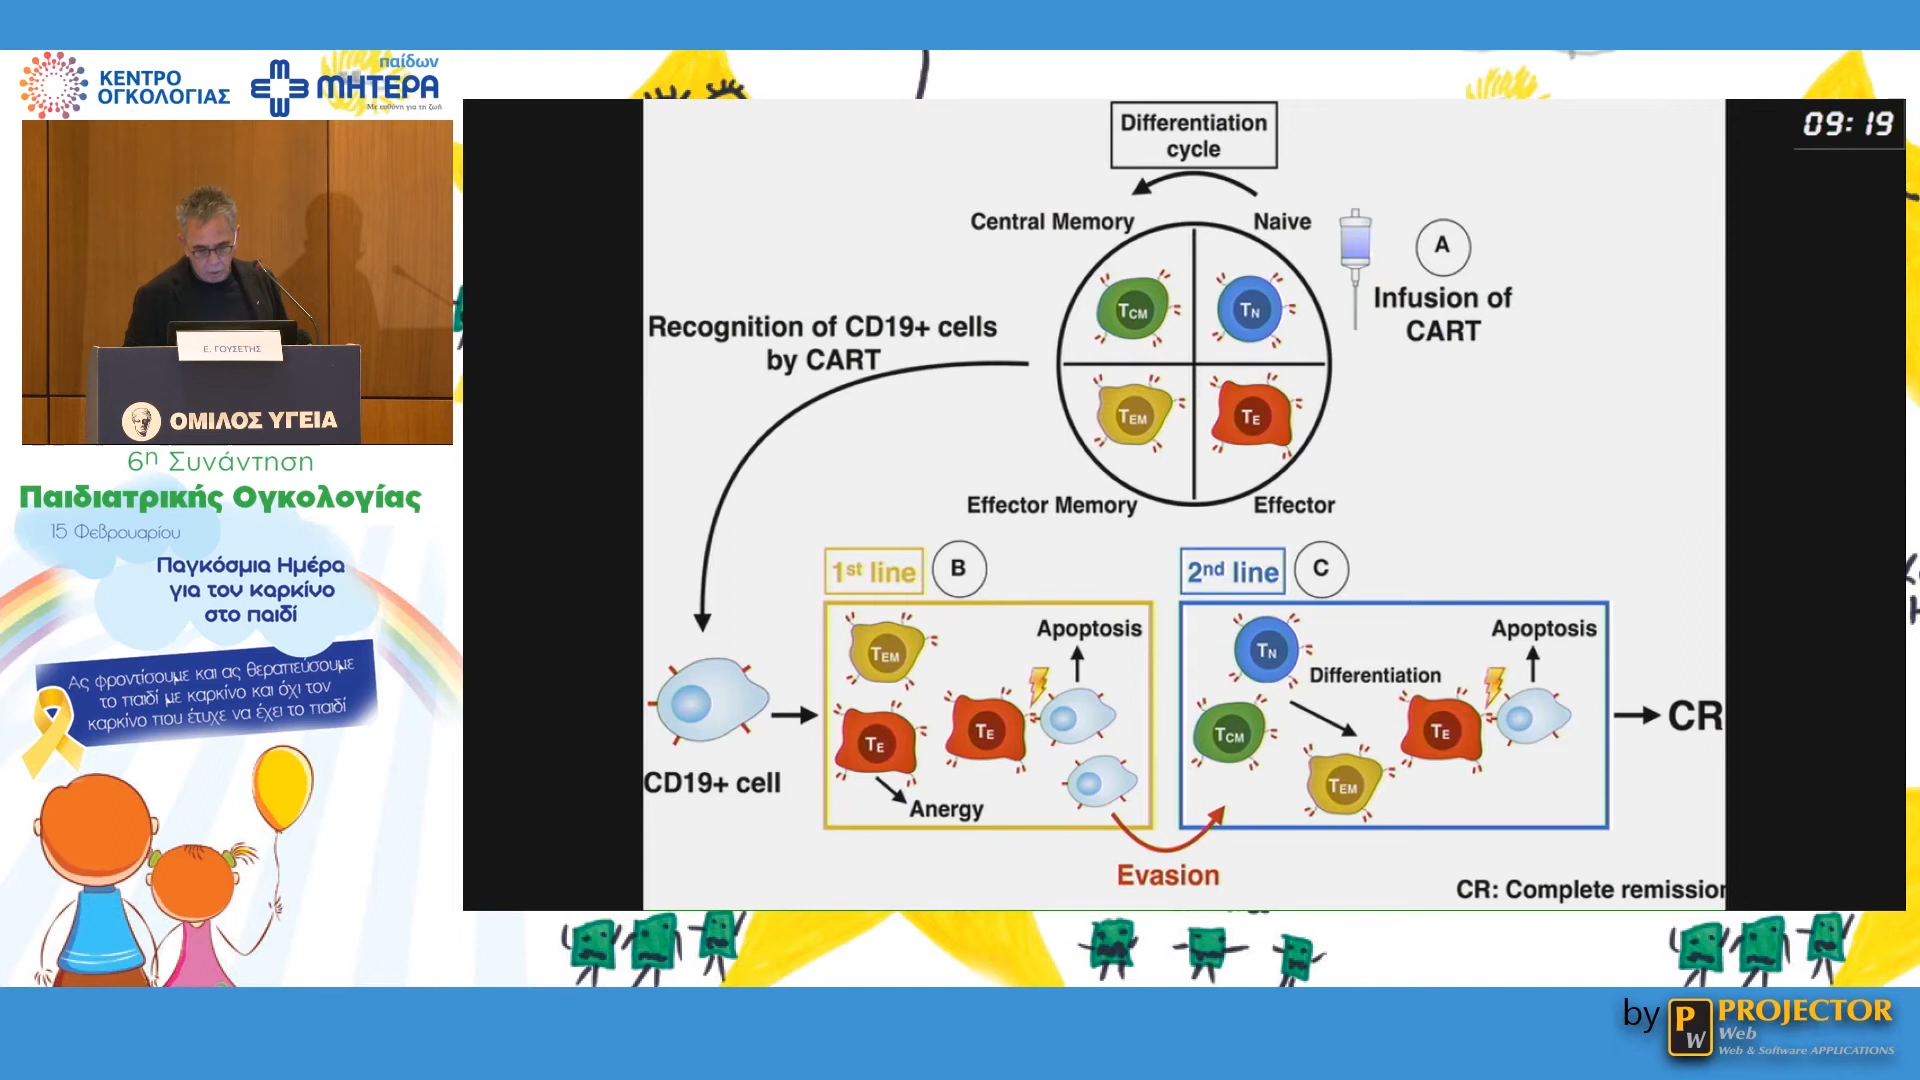 ΚΕΝΤΡΟ
ΟΓΚΟΛΟΓΙΑΣ
παίδων
ΜΗΤΕΡΑ
Με ευθύνη για τη ζωή
Ε. ΓΟΥΣΕΤΗΣ
ΟΜΙΛΟΣ ΥΓΕΙΑ
6η Συνάντηση
Παιδιατρικής Ογκολογίας
15 Φεβρουαρίου
Παγκόσμια Ημέρα
για τον καρκίνο
στο παιδί
Ας φροντίσουμε και ας θεραπεύσουμε
το παιδί με καρκίνο και όχι τον
καρκίνο που έτυχε να έχει το παιδί
09:19
Differentiation
cycle
Central Memory
Naive
A
Infusion of
CART
TCM
TN
TEM
TE
Recognition of CD19+ cells
by CART
Effector Memory
Effector
1st line
B
2nd line
C
TEM
Apoptosis
TE
TE
Anergy
CD19+ cell
TN
Differentiation
Apoptosis
TCM
TE
TEM
CR
Evasion
CR: Complete remission
by
PW
PROJECTOR
Web
Web & Software APPLICATIONS